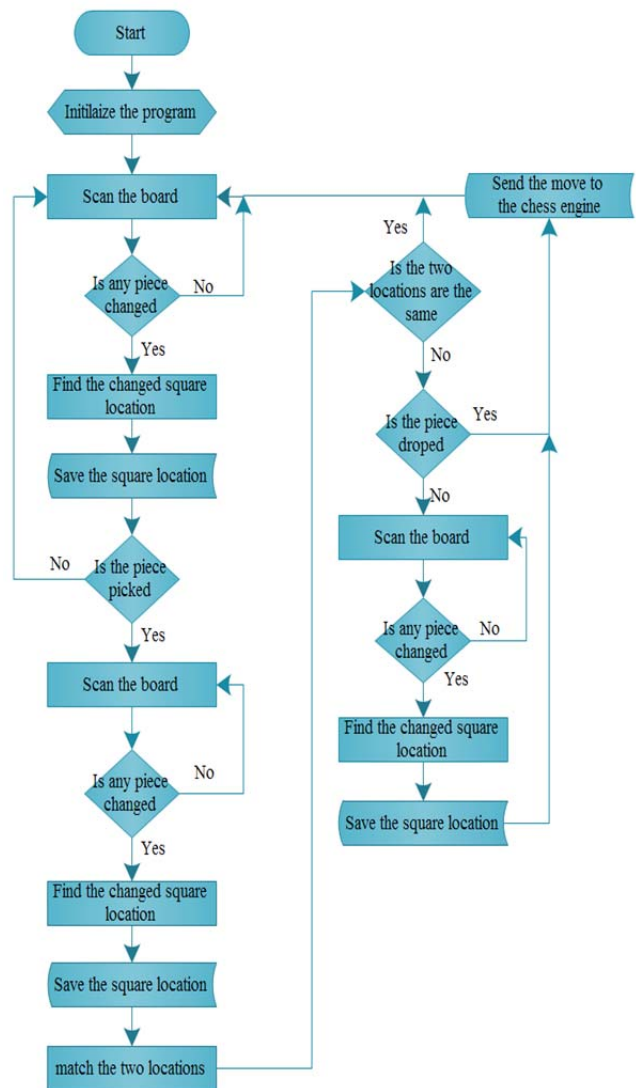 Start
Initilaize the program
Scan the board
Is any piece
changed
No
Yes
Find the changed square
location
Save the square location
Is the piece
picked
No
Yes
Scan the board
Is any piece
changed
No
Yes
Find the changed square
location
Save the square location
match the two locations
Send the move to
the chess engine
Yes
Is the two
locations are the
same
No
Is the piece
droped
Yes
No
Scan the board
Is any piece
changed
No
Yes
Find the changed square
location
Save the square location